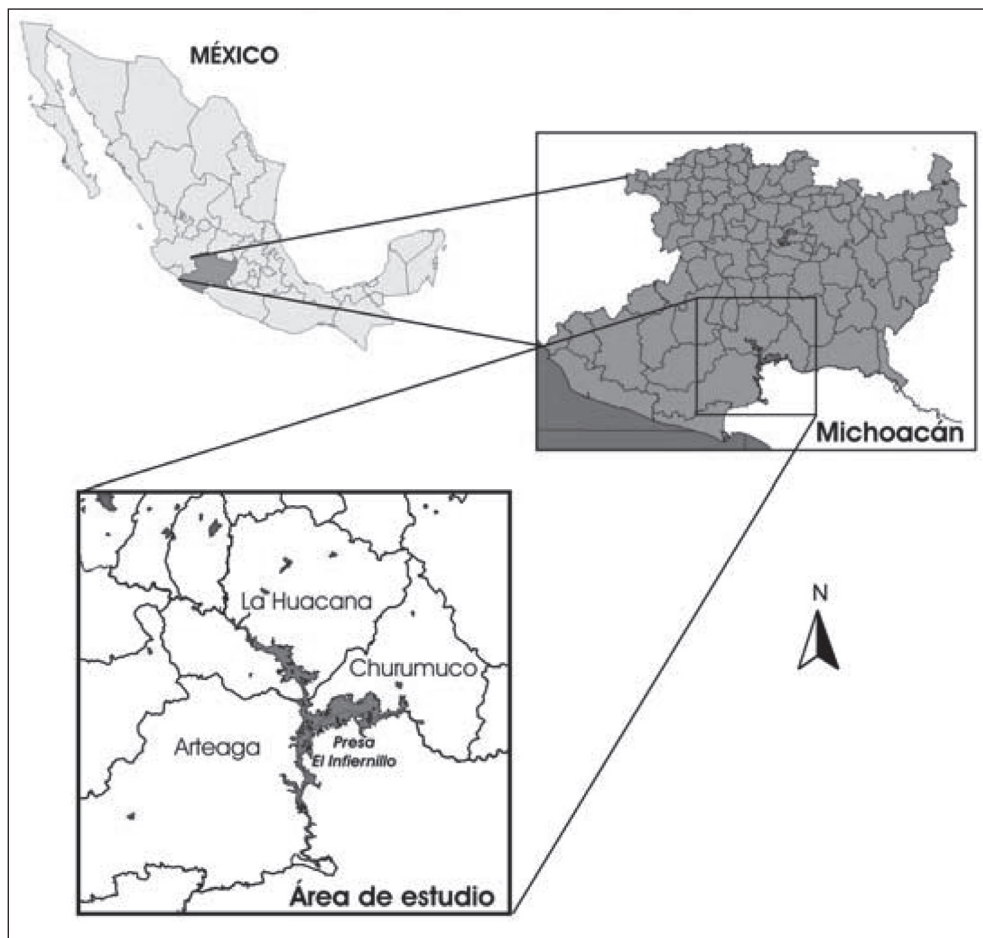 MÉXICO
Michoacán
N
La Huacana
Churumuco
Arteaga
Presa
El Infiernillo
Área de estudio